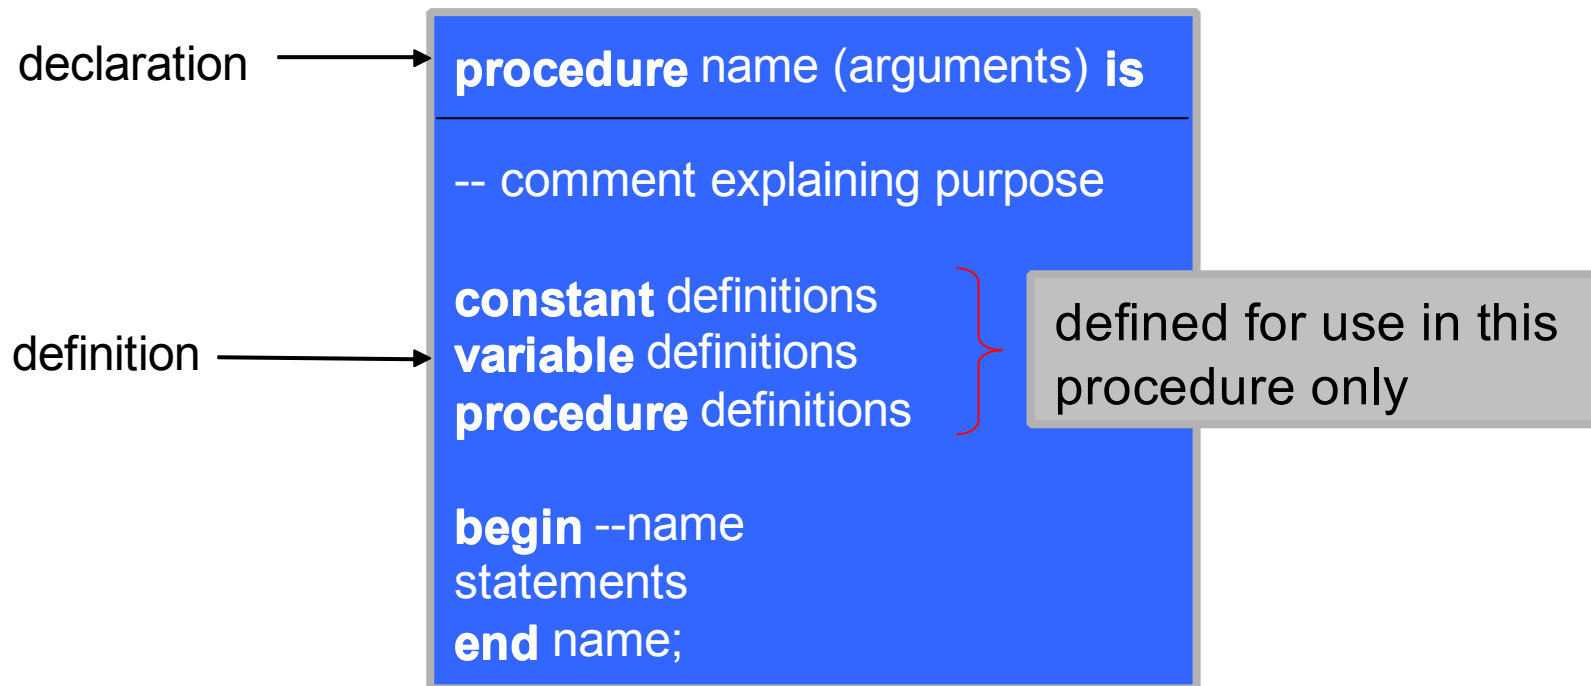 declaration
procedure name (arguments) is
-- comment explaining purpose
constant definitions
definition
variable definitions
procedure definitions
defined for use in this
procedure only
begin --name
statements
end name;